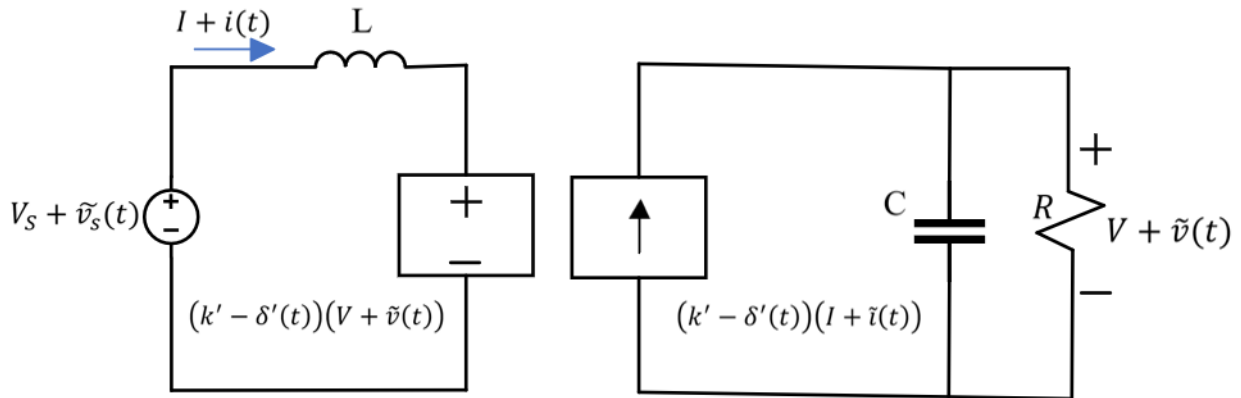 I + i(t)
L
+
−
V_S + ṽ_s(t)
+
−
(k′ − δ′(t))(V + ṽ(t))
(k′ − δ′(t))(I + ĩ(t))
C
R
+
V + ṽ(t)
−